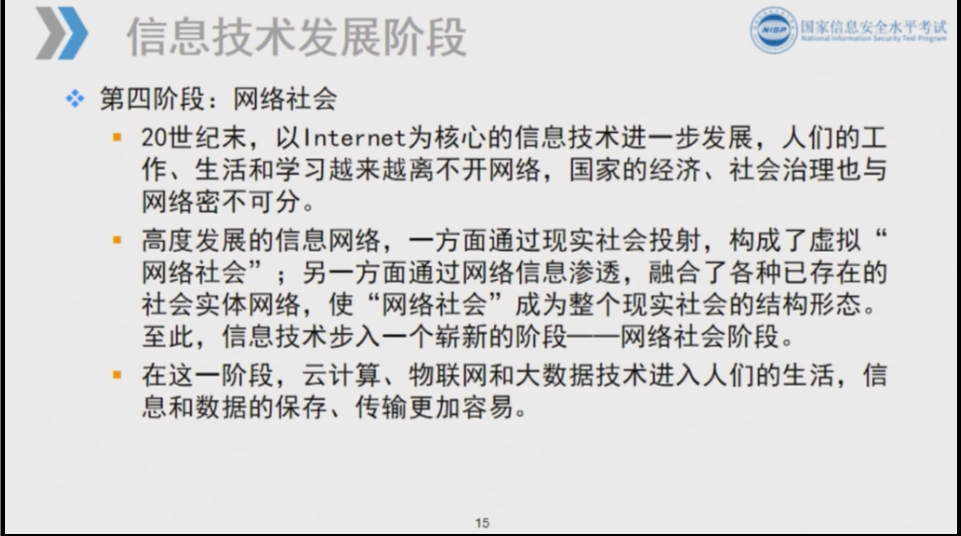 信息技术发展阶段
NISP
国家信息安全水平考试
National Information Security Test Program
第四阶段：网络社会
20世纪末，以Internet为核心的信息技术进一步发展，人们的工
作、生活和学习越来越离不开网络，国家的经济、社会治理也与
网络密不可分。
高度发展的信息网络，一方面通过现实社会投射，构成了虚拟“
网络社会”；另一方面通过网络信息渗透，融合了各种已存在的
社会实体网络，使“网络社会”成为整个现实社会的结构形态。
至此，信息技术步入一个崭新的阶段——网络社会阶段。
在这一阶段，云计算、物联网和大数据技术进入人们的生活，信
息和数据的保存、传输更加容易。
15